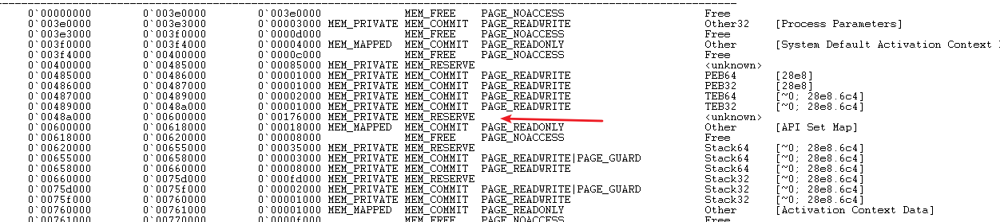 0`00000000 0`003e0000 0`003e0000 MEM_FREE PAGE_NOACCESS Free
0`003e0000 0`003e3000 0`00003000 MEM_PRIVATE MEM_COMMIT PAGE_READWRITE Other32 [Process Parameters]
0`003e3000 0`003f0000 0`0000d000 MEM_FREE PAGE_NOACCESS Free
0`003f0000 0`003f4000 0`00004000 MEM_MAPPED MEM_COMMIT PAGE_READONLY Other [System Default Activation Context
0`003f4000 0`00400000 0`0000c000 MEM_FREE PAGE_NOACCESS Free
0`00400000 0`00485000 0`00085000 MEM_PRIVATE MEM_RESERVE <unknown>
0`00485000 0`00486000 0`00001000 MEM_PRIVATE MEM_COMMIT PAGE_READWRITE PEB64 [28e8]
0`00486000 0`00487000 0`00001000 MEM_PRIVATE MEM_COMMIT PAGE_READWRITE PEB32 [28e8]
0`00487000 0`00489000 0`00002000 MEM_PRIVATE MEM_COMMIT PAGE_READWRITE TEB64 [~0; 28e8.6c4]
0`00489000 0`0048a000 0`00001000 MEM_PRIVATE MEM_COMMIT PAGE_READWRITE TEB32 [~0; 28e8.6c4]
0`0048a000 0`00600000 0`00176000 MEM_PRIVATE MEM_RESERVE <unknown>
0`00600000 0`00618000 0`00018000 MEM_MAPPED MEM_COMMIT PAGE_READONLY Other [API Set Map]
0`00618000 0`00620000 0`00008000 MEM_FREE PAGE_NOACCESS Free
0`00620000 0`00655000 0`00035000 MEM_PRIVATE MEM_RESERVE Stack64 [~0; 28e8.6c4]
0`00655000 0`00658000 0`00003000 MEM_PRIVATE MEM_COMMIT PAGE_READWRITE|PAGE_GUARD Stack64 [~0; 28e8.6c4]
0`00658000 0`00660000 0`00008000 MEM_PRIVATE MEM_COMMIT PAGE_READWRITE Stack64 [~0; 28e8.6c4]
0`00660000 0`0075d000 0`000fd000 MEM_PRIVATE MEM_RESERVE Stack32 [~0; 28e8.6c4]
0`0075d000 0`0075f000 0`00002000 MEM_PRIVATE MEM_COMMIT PAGE_READWRITE|PAGE_GUARD Stack32 [~0; 28e8.6c4]
0`0075f000 0`00760000 0`00001000 MEM_PRIVATE MEM_COMMIT PAGE_READWRITE Stack32 [~0; 28e8.6c4]
0`00760000 0`00761000 0`00001000 MEM_MAPPED MEM_COMMIT PAGE_READONLY Other [Activation Context Data]
0`00761000 0`00770000 0`0000f000 MEM_FREE PAGE_NOACCESS Free